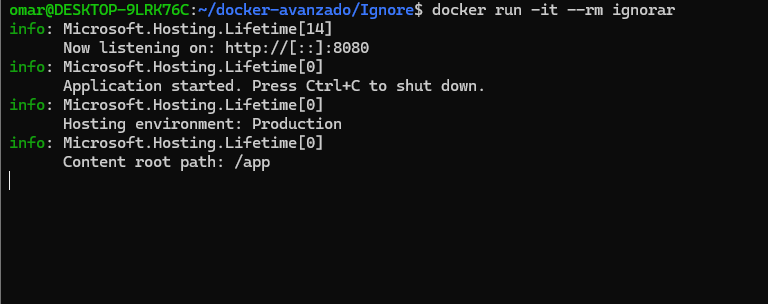 omar@DESKTOP-9LRK76C:~/docker-avanzado/Ignore$ docker run -it --rm ignorar
info: Microsoft.Hosting.Lifetime[14]
      Now listening on: http://[::]:8080
info: Microsoft.Hosting.Lifetime[0]
      Application started. Press Ctrl+C to shut down.
info: Microsoft.Hosting.Lifetime[0]
      Hosting environment: Production
info: Microsoft.Hosting.Lifetime[0]
      Content root path: /app